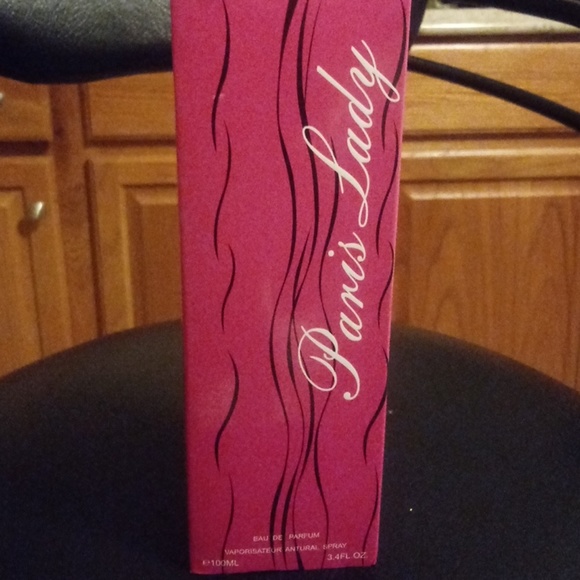 Paris Lady
EAU DE PARFUM
VAPORISATEUR ANTURAL SPRAY
℮100ML 3.4FL.OZ